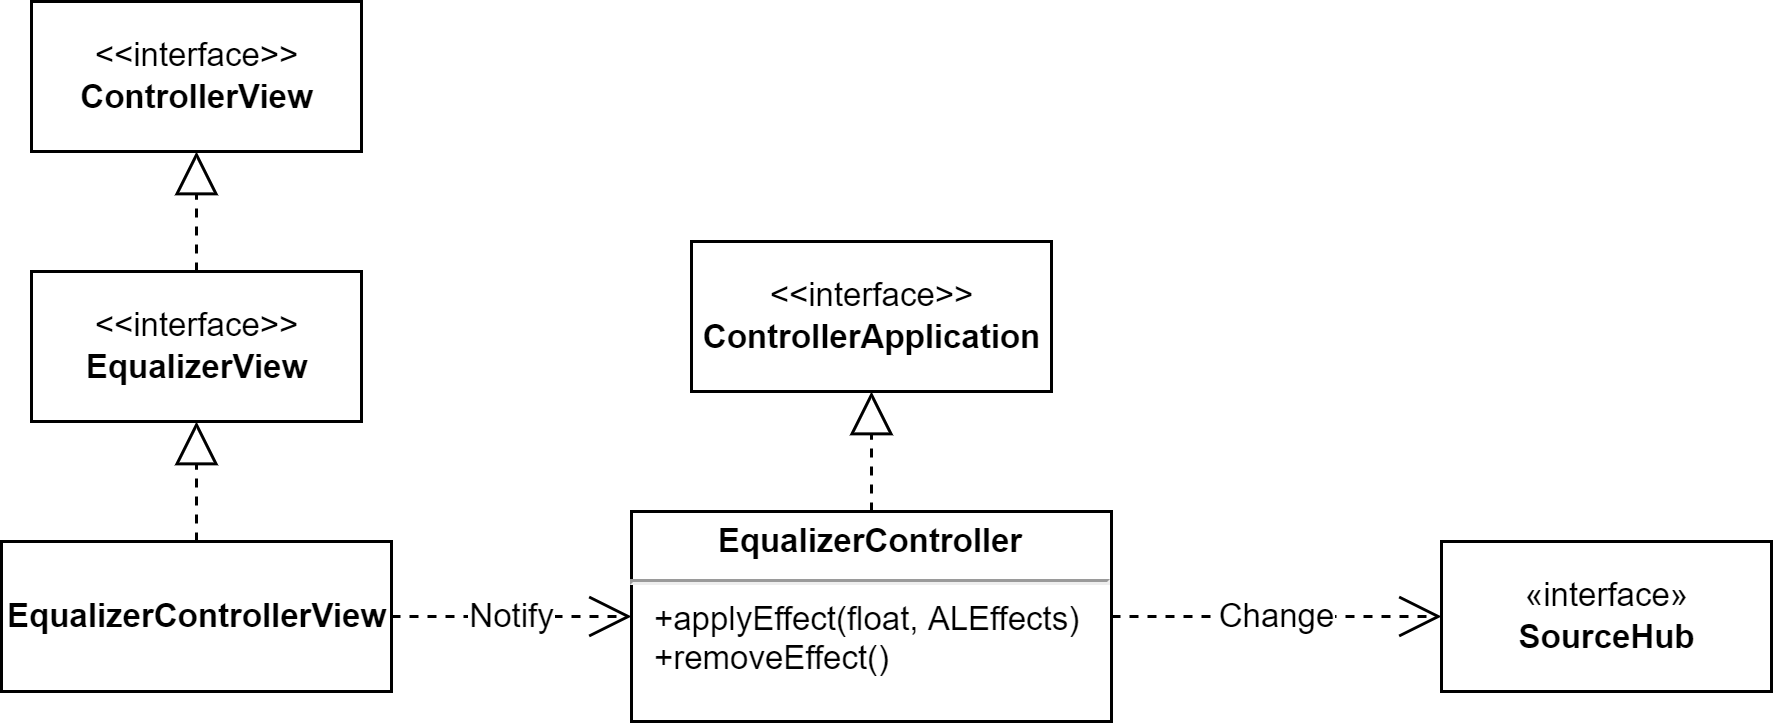 <<interface>>
ControllerView
<<interface>>
EqualizerView
<<interface>>
ControllerApplication
EqualizerControllerView
Notify
EqualizerController
+applyEffect(float, ALEffects)
+removeEffect()
Change
«interface»
SourceHub